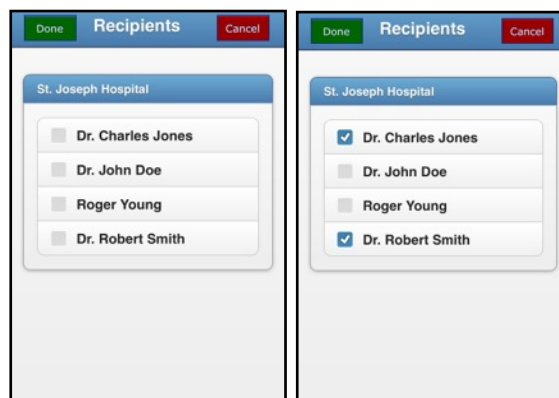 Done Recipients Cancel
St. Joseph Hospital
Dr. Charles Jones
Dr. John Doe
Roger Young
Dr. Robert Smith
Done Recipients Cancel
St. Joseph Hospital
Dr. Charles Jones
Dr. John Doe
Roger Young
Dr. Robert Smith